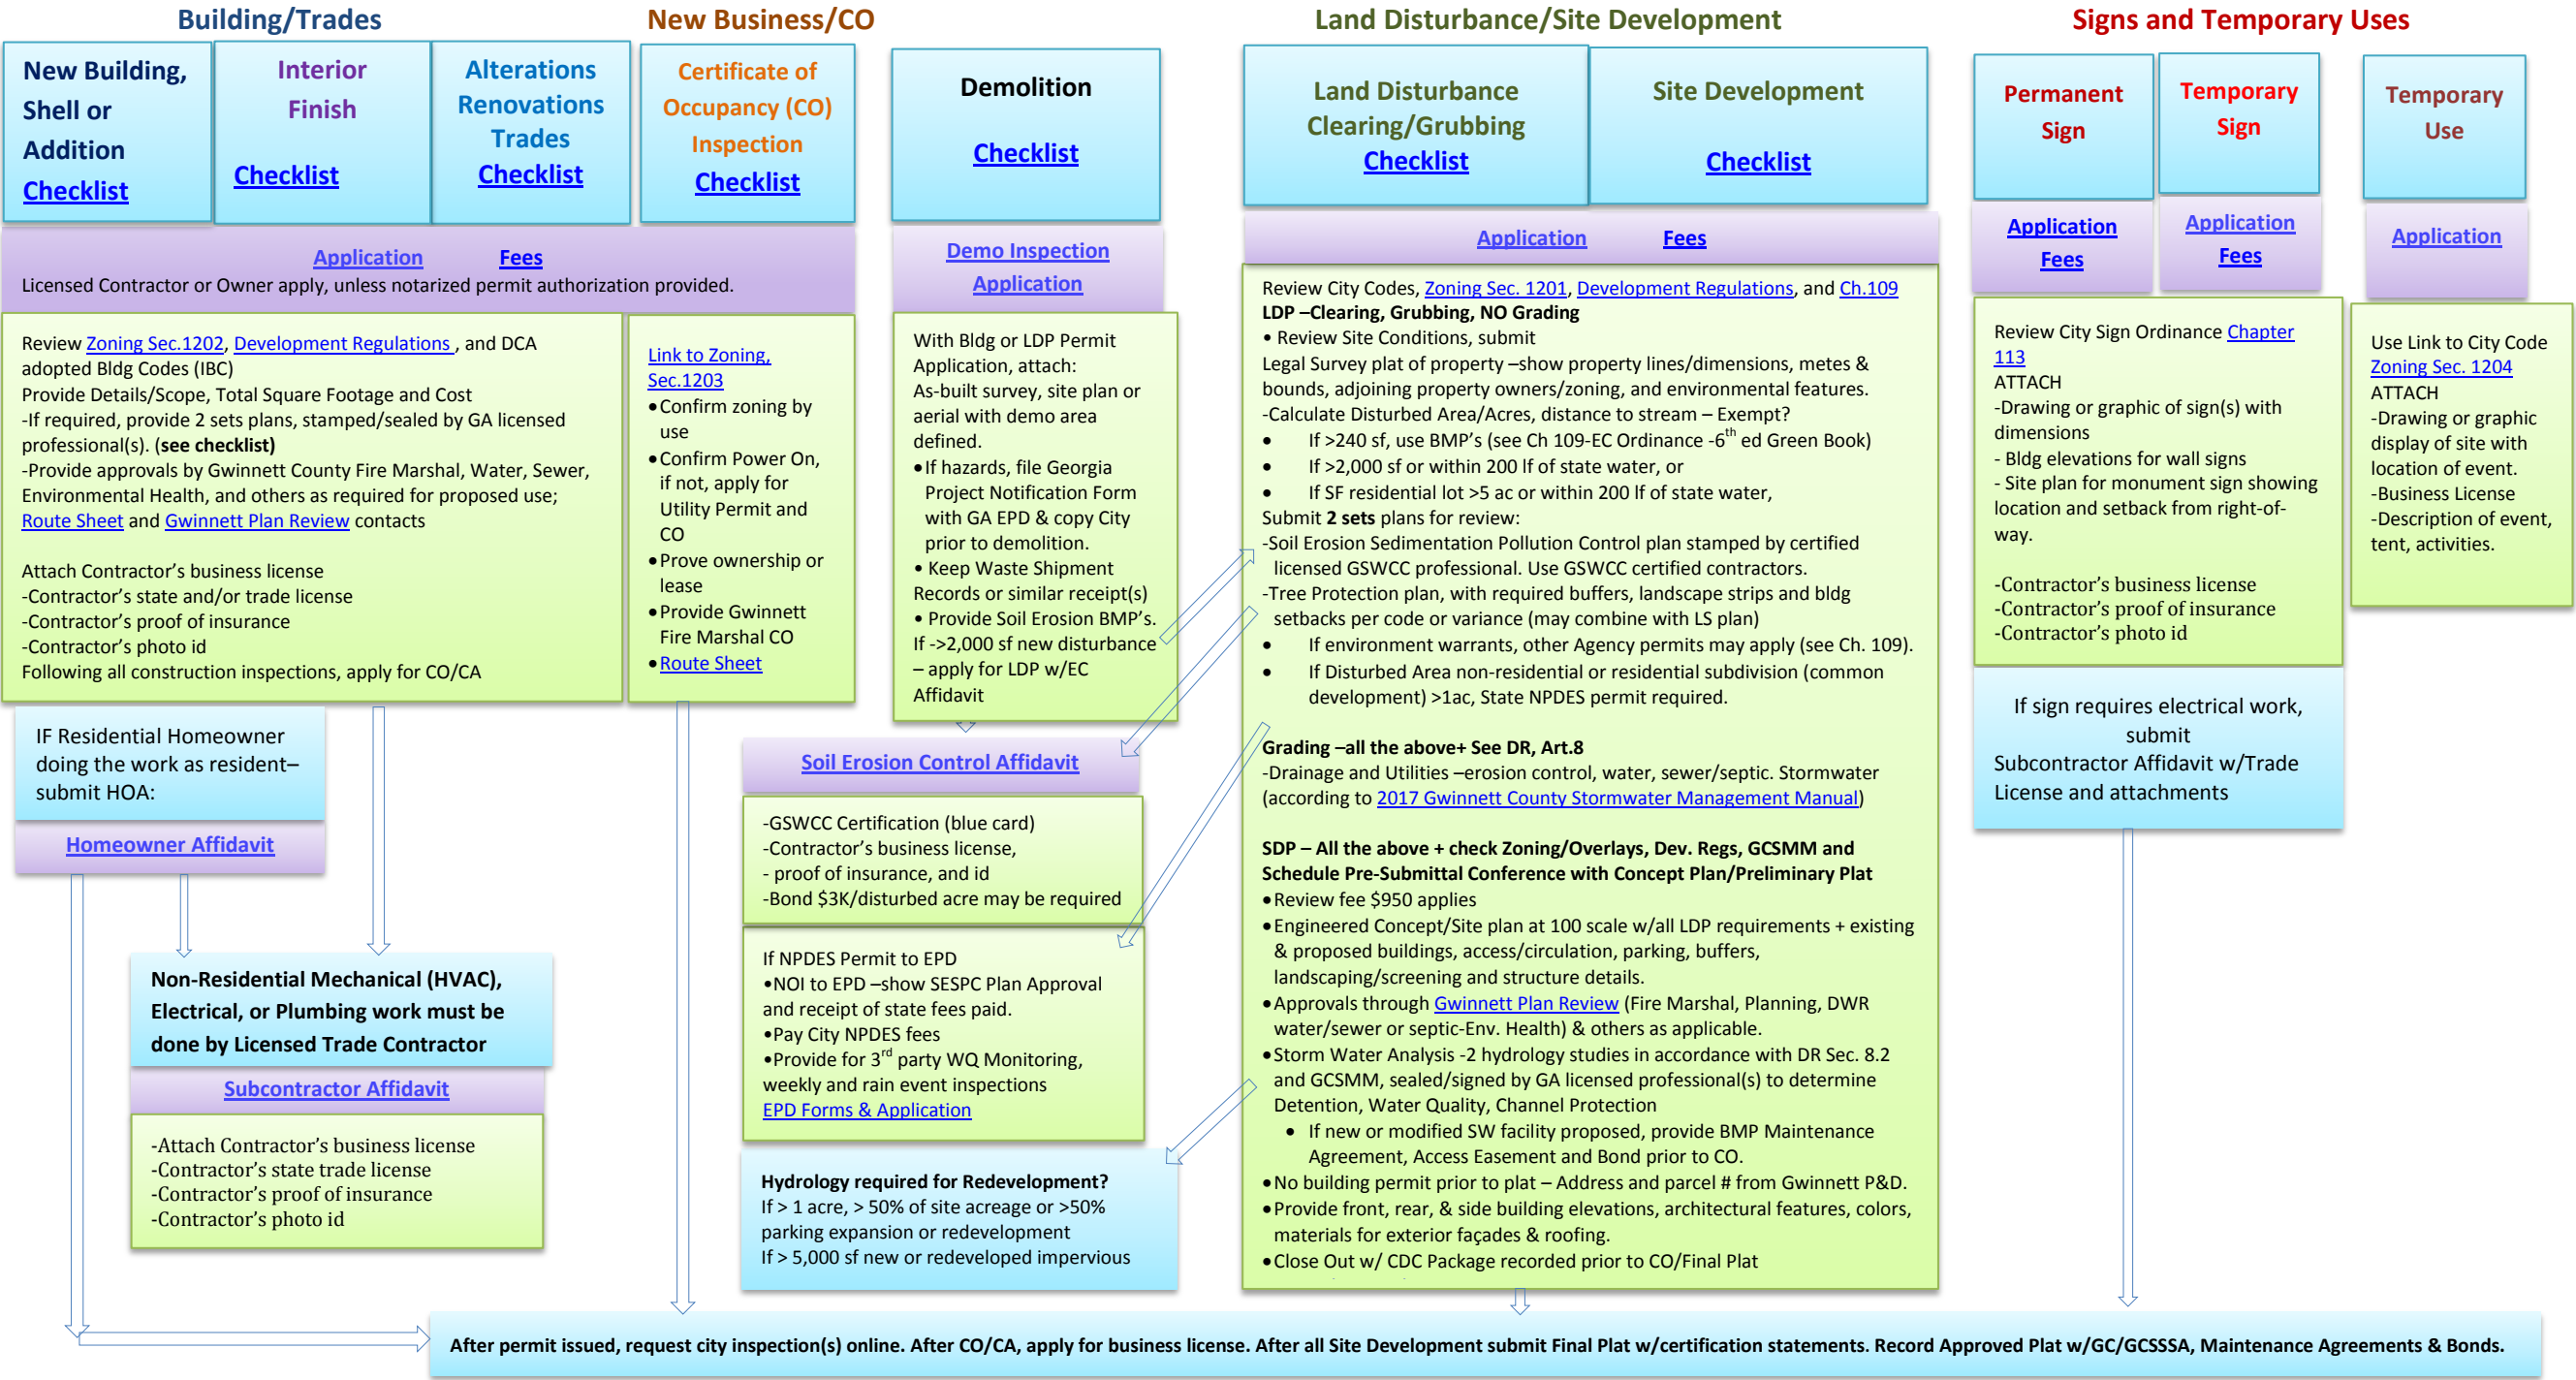 Building/Trades
New Business/CO
Land Disturbance/Site Development
Signs and Temporary Uses
New Building,
Shell or
Addition
Checklist
Interior
Finish
Checklist
Alterations
Renovations
Trades
Checklist
Certificate of
Occupancy (CO)
Inspection
Checklist
Demolition
Checklist
Land Disturbance
Clearing/Grubbing
Checklist
Site Development
Checklist
Permanent
Sign
Temporary
Sign
Temporary
Use
Application Fees
Licensed Contractor or Owner apply, unless notarized permit authorization provided.
Demo Inspection
Application
Application Fees
Application
Fees
Application
Fees
Application
Review Zoning Sec.1202, Development Regulations , and DCA
adopted Bldg Codes (IBC)
Provide Details/Scope, Total Square Footage and Cost
-If required, provide 2 sets plans, stamped/sealed by GA licensed
professional(s). (see checklist)
-Provide approvals by Gwinnett County Fire Marshal, Water, Sewer,
Environmental Health, and others as required for proposed use;
Route Sheet and Gwinnett Plan Review contacts
Attach Contractor's business license
-Contractor's state and/or trade license
-Contractor's proof of insurance
-Contractor's photo id
Following all construction inspections, apply for CO/CA
Link to Zoning,
Sec.1203
•Confirm zoning by
use
•Confirm Power On,
if not, apply for
Utility Permit and
CO
•Prove ownership or
lease
•Provide Gwinnett
Fire Marshal CO
•Route Sheet
With Bldg or LDP Permit
Application, attach:
As-built survey, site plan or
aerial with demo area
defined.
•If hazards, file Georgia
Project Notification Form
with GA EPD & copy City
prior to demolition.
• Keep Waste Shipment
Records or similar receipt(s)
• Provide Soil Erosion BMP's.
If ->2,000 sf new disturbance
– apply for LDP w/EC
Affidavit
Review City Codes, Zoning Sec. 1201, Development Regulations, and Ch.109
LDP –Clearing, Grubbing, NO Grading
• Review Site Conditions, submit
Legal Survey plat of property –show property lines/dimensions, metes &
bounds, adjoining property owners/zoning, and environmental features.
-Calculate Disturbed Area/Acres, distance to stream – Exempt?
• If >240 sf, use BMP's (see Ch 109-EC Ordinance -6th ed Green Book)
• If >2,000 sf or within 200 lf of state water, or
• If SF residential lot >5 ac or within 200 lf of state water,
Submit 2 sets plans for review:
-Soil Erosion Sedimentation Pollution Control plan stamped by certified
licensed GSWCC professional. Use GSWCC certified contractors.
-Tree Protection plan, with required buffers, landscape strips and bldg
setbacks per code or variance (may combine with LS plan)
• If environment warrants, other Agency permits may apply (see Ch. 109).
• If Disturbed Area non-residential or residential subdivision (common
development) >1ac, State NPDES permit required.
Grading –all the above+ See DR, Art.8
-Drainage and Utilities –erosion control, water, sewer/septic. Stormwater
(according to 2017 Gwinnett County Stormwater Management Manual)
SDP – All the above + check Zoning/Overlays, Dev. Regs, GCSMM and
Schedule Pre-Submittal Conference with Concept Plan/Preliminary Plat
•Review fee $950 applies
•Engineered Concept/Site plan at 100 scale w/all LDP requirements + existing
& proposed buildings, access/circulation, parking, buffers,
landscaping/screening and structure details.
•Approvals through Gwinnett Plan Review (Fire Marshal, Planning, DWR
water/sewer or septic-Env. Health) & others as applicable.
•Storm Water Analysis -2 hydrology studies in accordance with DR Sec. 8.2
and GCSMM, sealed/signed by GA licensed professional(s) to determine
Detention, Water Quality, Channel Protection
• If new or modified SW facility proposed, provide BMP Maintenance
Agreement, Access Easement and Bond prior to CO.
•No building permit prior to plat – Address and parcel # from Gwinnett P&D.
•Provide front, rear, & side building elevations, architectural features, colors,
materials for exterior façades & roofing.
•Close Out w/ CDC Package recorded prior to CO/Final Plat
Review City Sign Ordinance Chapter
113
ATTACH
-Drawing or graphic of sign(s) with
dimensions
- Bldg elevations for wall signs
- Site plan for monument sign showing
location and setback from right-of-
way.
-Contractor's business license
-Contractor's proof of insurance
-Contractor's photo id
Use Link to City Code
Zoning Sec. 1204
ATTACH
-Drawing or graphic
display of site with
location of event.
-Business License
-Description of event,
tent, activities.
If sign requires electrical work,
submit
Subcontractor Affidavit w/Trade
License and attachments
IF Residential Homeowner
doing the work as resident–
submit HOA:
Homeowner Affidavit
Non-Residential Mechanical (HVAC),
Electrical, or Plumbing work must be
done by Licensed Trade Contractor
Subcontractor Affidavit
-Attach Contractor's business license
-Contractor's state trade license
-Contractor's proof of insurance
-Contractor's photo id
Soil Erosion Control Affidavit
-GSWCC Certification (blue card)
-Contractor's business license,
- proof of insurance, and id
-Bond $3K/disturbed acre may be required
If NPDES Permit to EPD
•NOI to EPD –show SESPC Plan Approval
and receipt of state fees paid.
•Pay City NPDES fees
•Provide for 3rd party WQ Monitoring,
weekly and rain event inspections
EPD Forms & Application
Hydrology required for Redevelopment?
If > 1 acre, > 50% of site acreage or >50%
parking expansion or redevelopment
If > 5,000 sf new or redeveloped impervious
After permit issued, request city inspection(s) online. After CO/CA, apply for business license. After all Site Development submit Final Plat w/certification statements. Record Approved Plat w/GC/GCSSSA, Maintenance Agreements & Bonds.